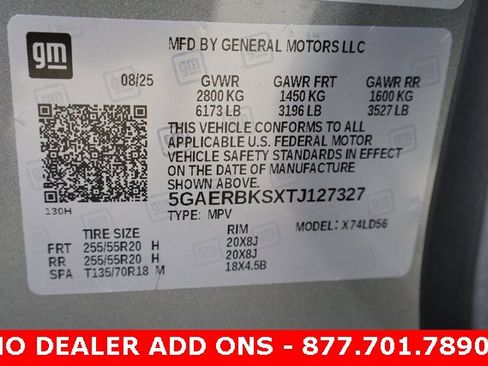 gm
MFD BY GENERAL MOTORS LLC
08/25 GVWR GAWR FRT GAWR RR
2800 KG 1450 KG 1600 KG
6173 LB 3196 LB 3527 LB
THIS VEHICLE CONFORMS TO ALL
APPLICABLE U.S. FEDERAL MOTOR
VEHICLE SAFETY STANDARDS IN EFFECT
ON THE DATE OF MANUFACTURE
SHOWN ABOVE.
5GAERBKSXTJ127327
130H
TYPE: MPV MODEL: X74LD56
TIRE SIZE RIM
FRT 255/55R20 H 20X8J
RR 255/55R20 H 20X8J
SPA T135/70R18 M 18X4.5B
NO DEALER ADD ONS - 877.701.7890